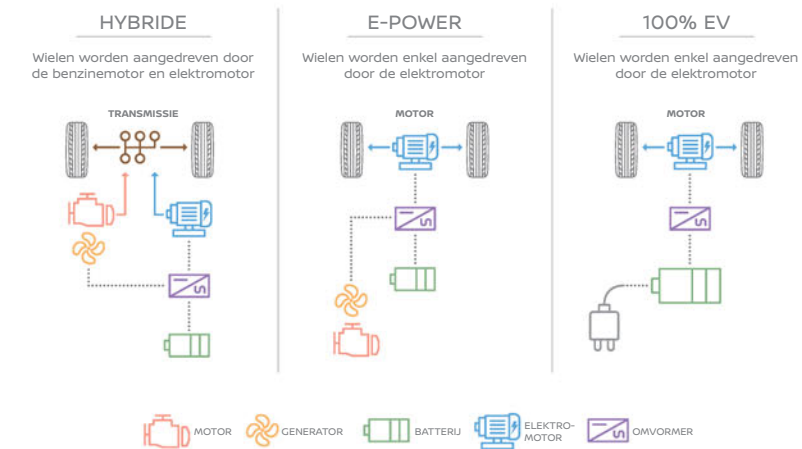 HYBRIDE
Wielen worden aangedreven door
de benzinemotor en elektromotor
TRANSMISSIE
E-POWER
Wielen worden enkel aangedreven
door de elektromotor
MOTOR
100% EV
Wielen worden enkel aangedreven
door de elektromotor
MOTOR
MOTOR
GENERATOR
BATTERIJ
ELEKTRO-
MOTOR
OMVORMER